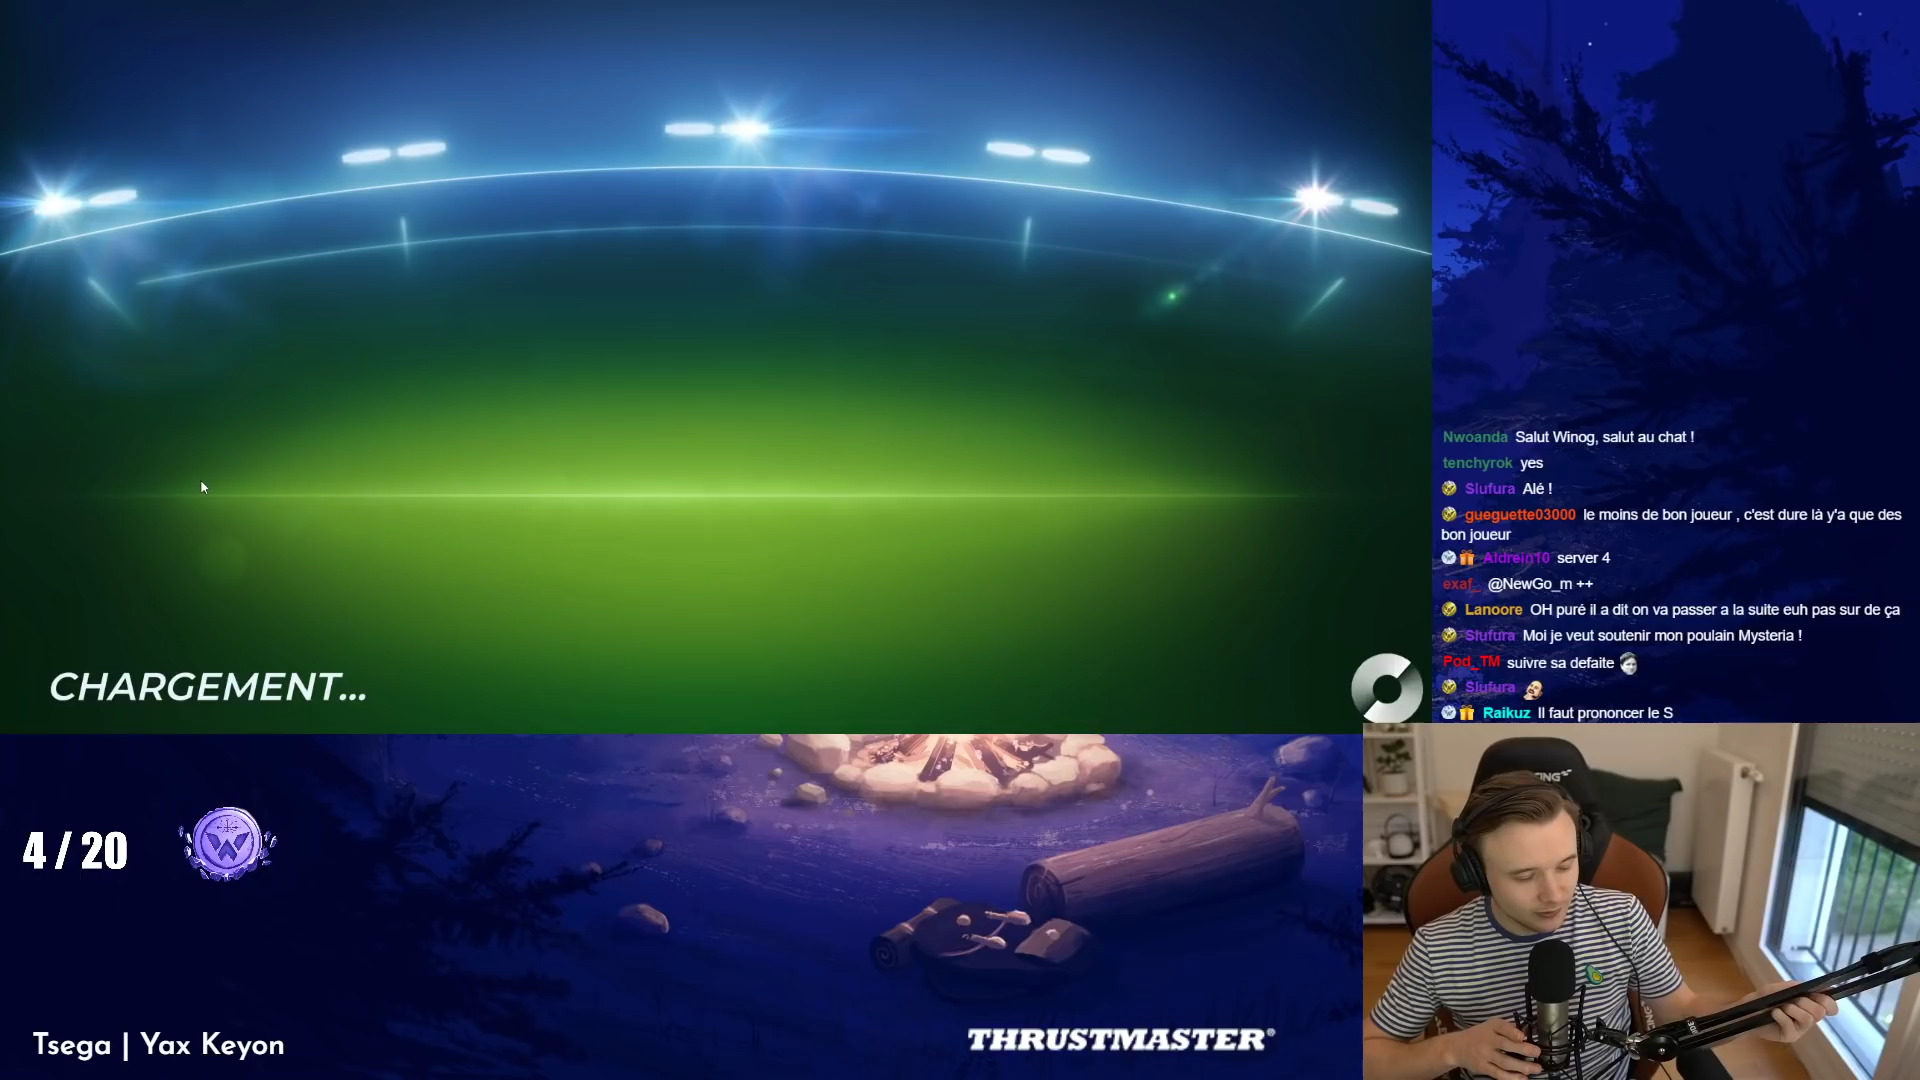 Nwoanda Salut Winog, salut au chat !
tenchyrok yes
Slufura Alé !
gueguette03000 le moins de bon joueur , c'est dure là y'a que des
bon joueur
Aldrein10 server 4
exaf_ @NewGo_m ++
Lanoore OH puré il a dit on va passer a la suite euh pas sur de ça
Slufura Moi je veut soutenir mon poulain Mysteria !
Pod_TM suivre sa defaite
Slufura
Raikuz Il faut prononcer le S
CHARGEMENT...
4 / 20
Tsega | Yax Keyon
THRUSTMASTER®